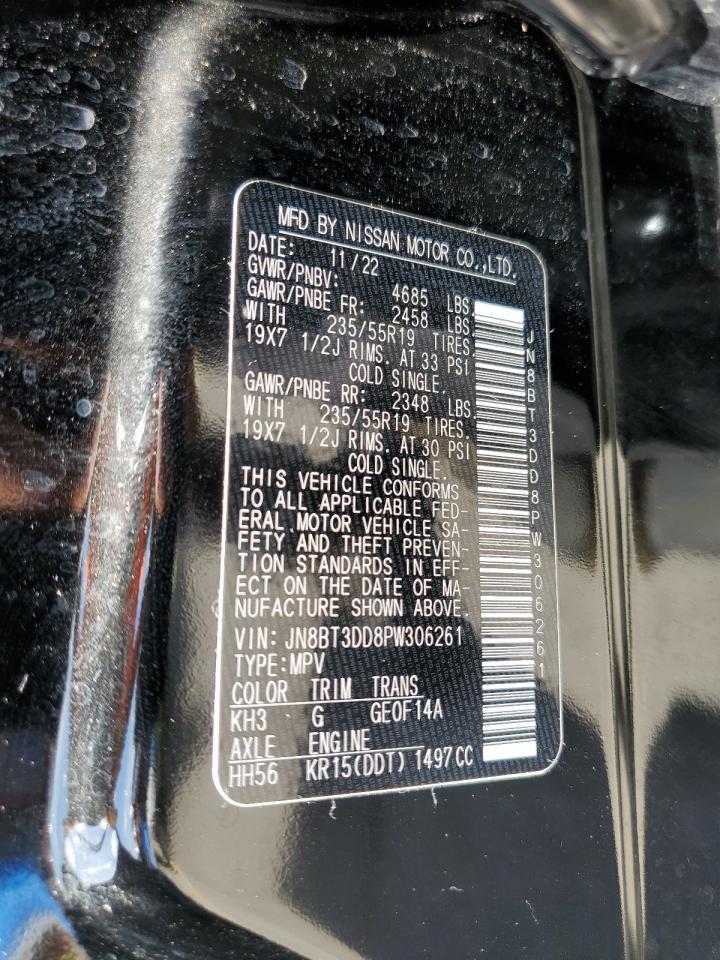 MFD BY NISSAN MOTOR CO.,LTD.
DATE: 11/22
GVWR/PNBV: 4685 LBS
GAWR/PNBE FR: 2458 LBS.
WITH 235/55R19 TIRES.
19X7 1/2J RIMS. AT 33 PSI
COLD SINGLE.
GAWR/PNBE RR: 2348 LBS.
WITH 235/55R19 TIRES.
19X7 1/2J RIMS. AT 30 PSI
COLD SINGLE.
THIS VEHICLE CONFORMS
TO ALL APPLICABLE FED-
ERAL MOTOR VEHICLE SA-
FETY AND THEFT PREVEN-
TION STANDARDS IN EFF-
ECT ON THE DATE OF MA-
NUFACTURE SHOWN ABOVE.
VIN: JN8BT3DD8PW306261
TYPE:MPV
COLOR TRIM TRANS
KH3 G GE0F14A
AXLE ENGINE
HH56 KR15(DDT) 1497CC
JN8BT3DD8PW306261